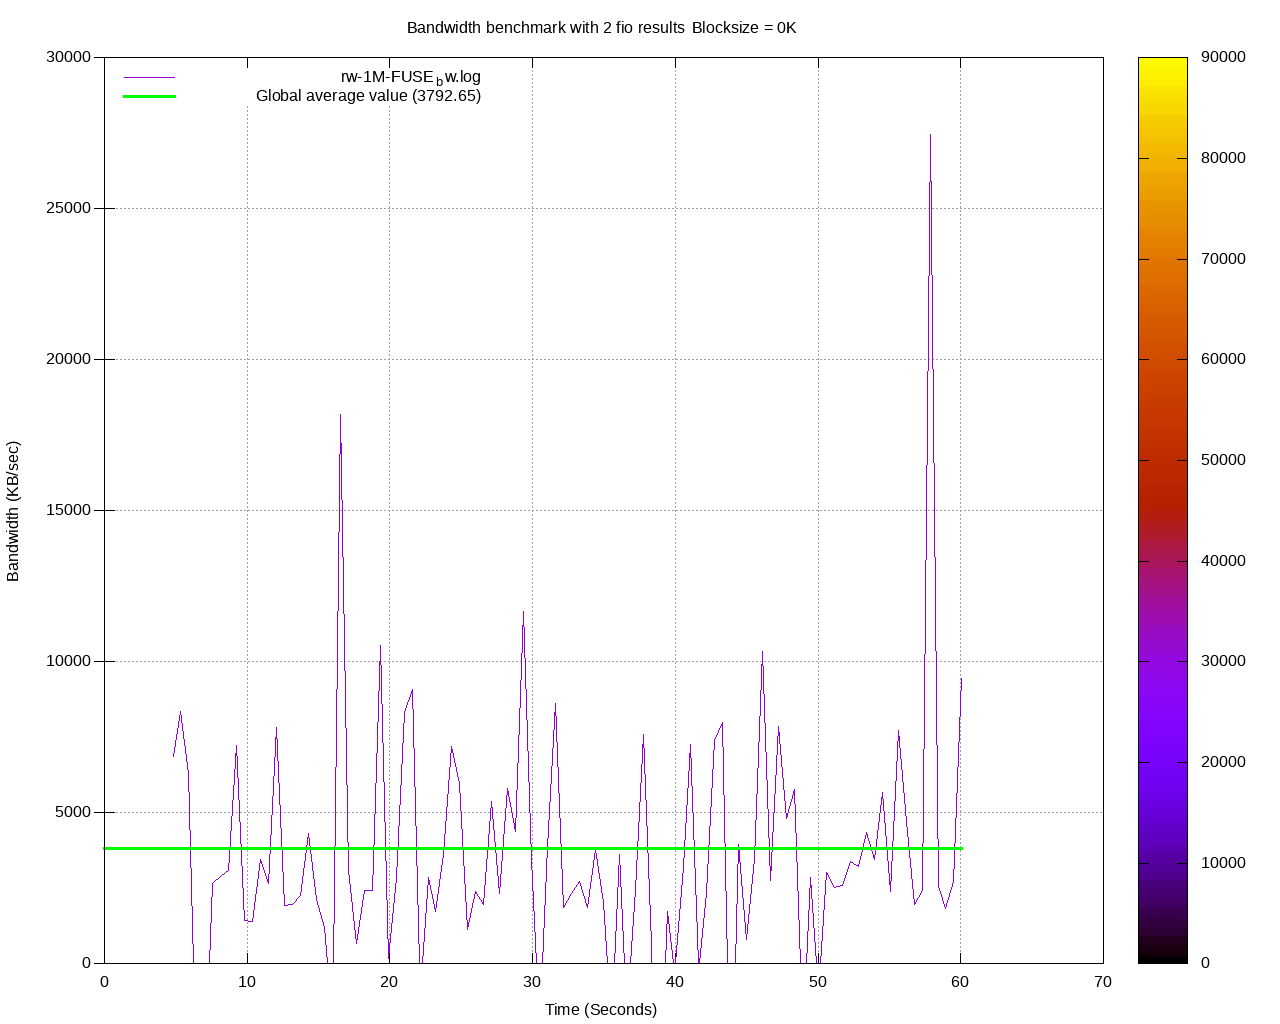 Bandwidth benchmark with 2 fio results Blocksize = 0K
rw-1M-FUSE_bw.log
Global average value (3792.65)
Bandwidth (KB/sec)
30000
25000
20000
15000
10000
5000
0
0 10 20 30 40 50 60 70
Time (Seconds)
90000
80000
70000
60000
50000
40000
30000
20000
10000
0